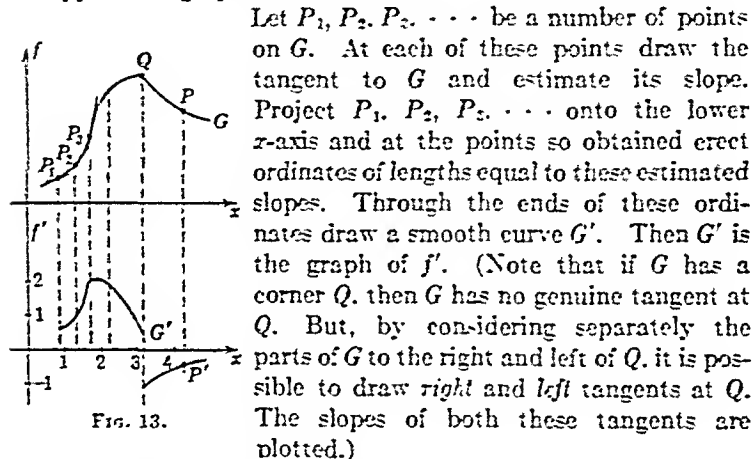 Let P₁, P₂. P₃. · · · be a number of points
on G. At each of these points draw the
tangent to G and estimate its slope.
Project P₁. P₂, P₃. · · · onto the lower
x-axis and at the points so obtained erect
ordinates of lengths equal to these estimated
slopes. Through the ends of these ordi-
nates draw a smooth curve G′. Then G′ is
the graph of f′. (Note that if G has a
corner Q. then G has no genuine tangent at
Q. But, by considering separately the
parts of G to the right and left of Q. it is pos-
sible to draw right and left tangents at Q.
The slopes of both these tangents are
plotted.)
f
Q
P
G
P₁ P₂ P₃
x
f′
2
1
G′
1 2 3 4 x
P′
-1
FIG. 13.